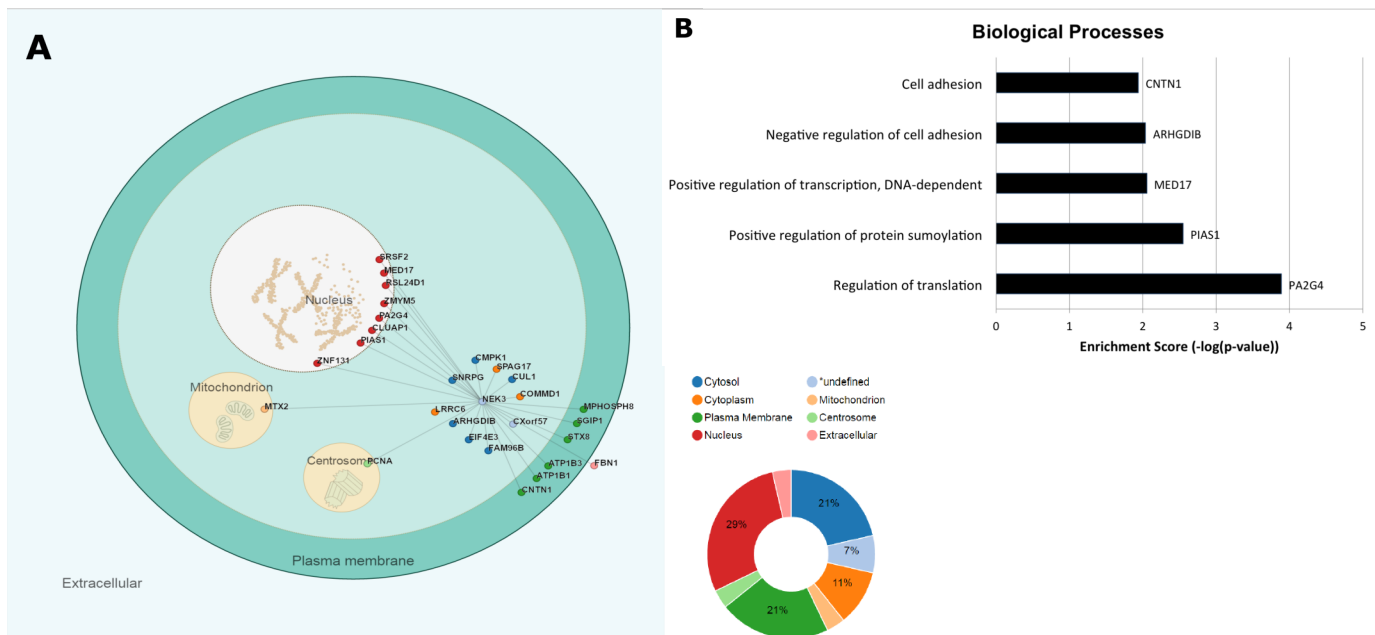 A
Nucleus
SRSF2
MED17
RSL24D1
ZMYM5
PA2G4
CLUAP1
PIAS1
ZNF131
Mitochondrion
MTX2
Centrosome
PCNA
CMPK1
SPAG17
SNRPG
CUL1
NEK3
COMMD1
LRRC6
ARHGDIB
CXorf57
EIF4E3
FAM96B
MPHOSPH8
SGIP1
STX8
ATP1B3
FBN1
ATP1B1
CNTN1
Plasma membrane
Extracellular
B
Biological Processes
Cell adhesion
CNTN1
Negative regulation of cell adhesion
ARHGDIB
Positive regulation of transcription, DNA-dependent
MED17
Positive regulation of protein sumoylation
PIAS1
Regulation of translation
PA2G4
0 1 2 3 4 5
Enrichment Score (-log(p-value))
Cytosol
*undefined
Cytoplasm
Mitochondrion
Plasma Membrane
Centrosome
Nucleus
Extracellular
21%
29%
7%
11%
21%